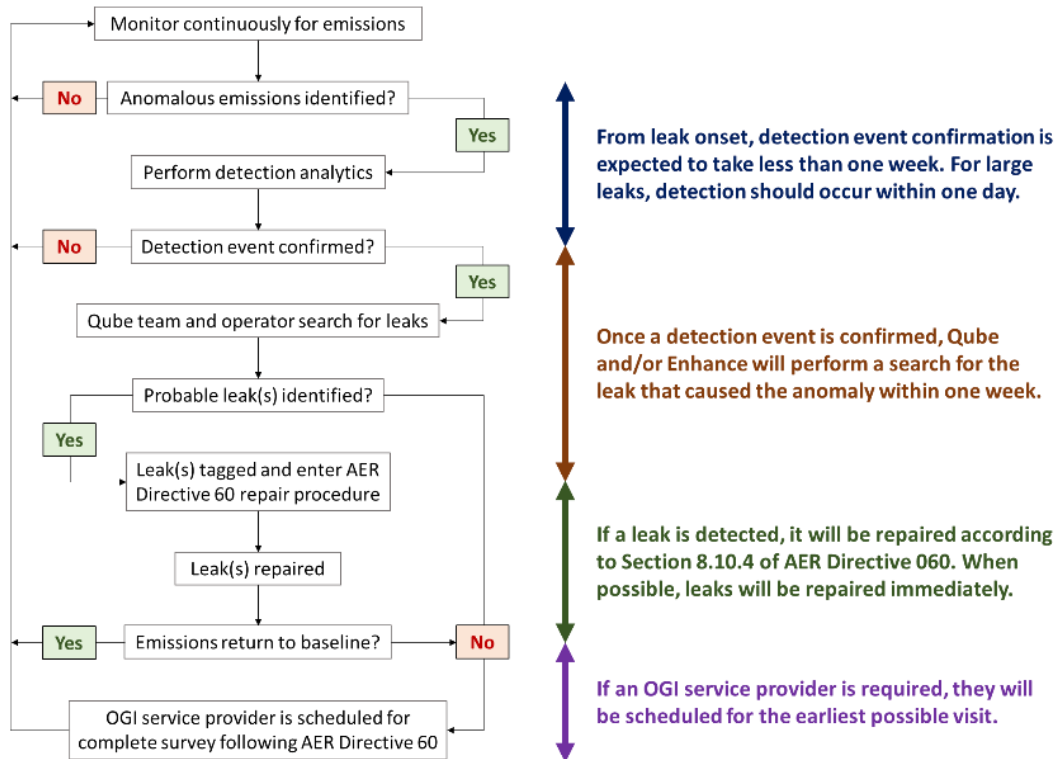 Monitor continuously for emissions
No
Anomalous emissions identified?
Yes
Perform detection analytics
No
Detection event confirmed?
Yes
Qube team and operator search for leaks
Probable leak(s) identified?
Yes
Leak(s) tagged and enter AER
Directive 60 repair procedure
Leak(s) repaired
Yes
Emissions return to baseline?
No
OGI service provider is scheduled for
complete survey following AER Directive 60
From leak onset, detection event confirmation is
expected to take less than one week. For large
leaks, detection should occur within one day.
Once a detection event is confirmed, Qube
and/or Enhance will perform a search for the
leak that caused the anomaly within one week.
If a leak is detected, it will be repaired according
to Section 8.10.4 of AER Directive 060. When
possible, leaks will be repaired immediately.
If an OGI service provider is required, they will
be scheduled for the earliest possible visit.